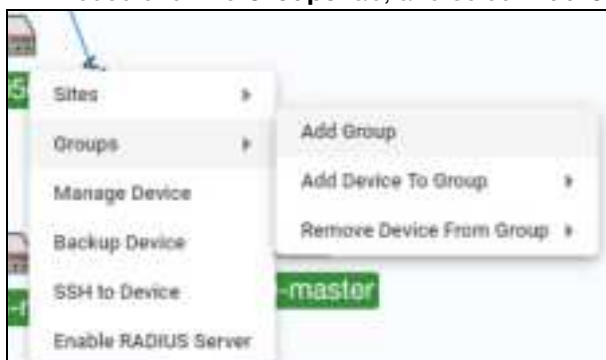 Sites
Groups
Manage Device
Backup Device
SSH to Device
Enable RADIUS Server
Add Group
Add Device To Group
Remove Device From Group
-master